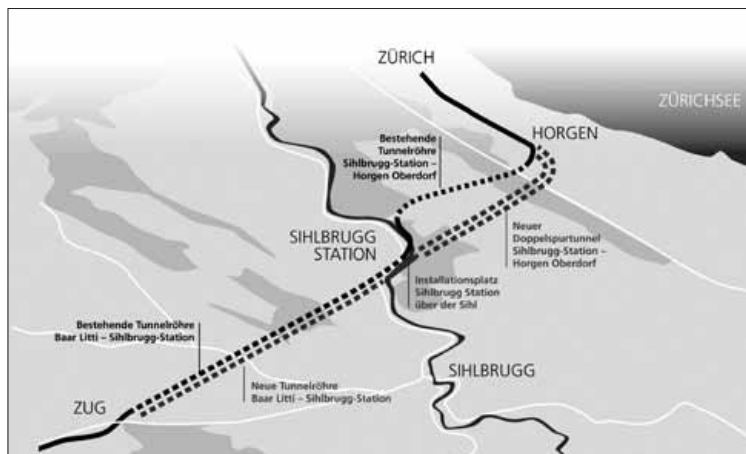 ZÜRICH
ZÜRICHSEE
HORGEN
Bestehende
Tunnelröhre
Sihlbrugg-Station –
Horgen Oberdorf
Neuer
Doppelspurtunnel
Sihlbrugg-Station –
Horgen Oberdorf
SIHLBRUGG
STATION
Installationsplatz
Sihlbrugg Station
über der Sihl
Bestehende Tunnelröhre
Baar Litti – Sihlbrugg-Station
SIHLBRUGG
Neue Tunnelröhre
Baar Litti – Sihlbrugg-Station
ZUG